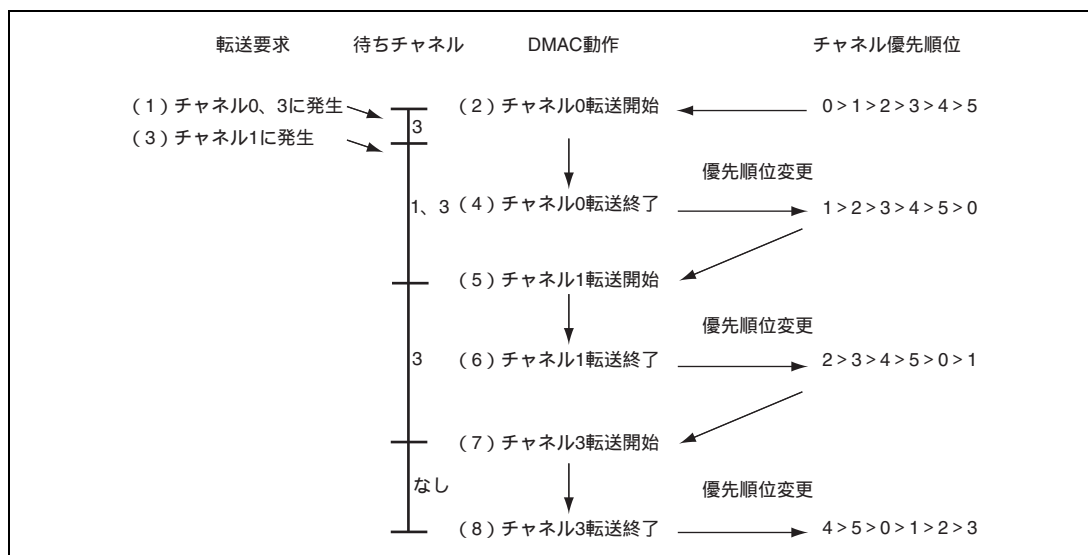 転送要求 待ちチャネル DMAC動作 チャネル優先順位
(1)チャネル0、3に発生 (2)チャネル0転送開始 0>1>2>3>4>5
3
(3)チャネル1に発生
優先順位変更
1、3 (4)チャネル0転送終了 1>2>3>4>5>0
(5)チャネル1転送開始
優先順位変更
3 (6)チャネル1転送終了 2>3>4>5>0>1
(7)チャネル3転送開始
なし 優先順位変更
(8)チャネル3転送終了 4>5>0>1>2>3